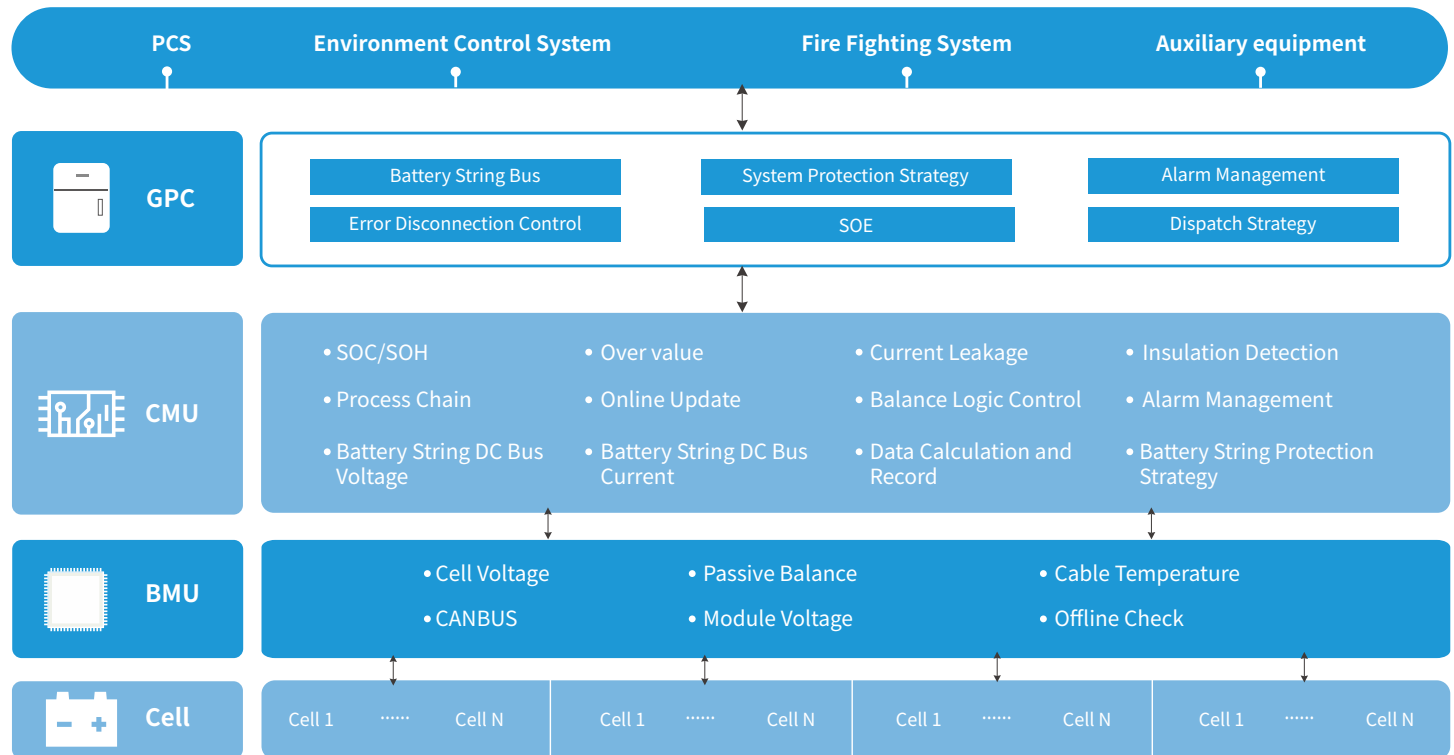 PCS
Environment Control System
Fire Fighting System
Auxiliary equipment
GPC
Battery String Bus
System Protection Strategy
Alarm Management
Error Disconnection Control
SOE
Dispatch Strategy
CMU
• SOC/SOH
• Over value
• Current Leakage
• Insulation Detection
• Process Chain
• Online Update
• Balance Logic Control
• Alarm Management
• Battery String DC Bus
Voltage
• Battery String DC Bus
Current
• Data Calculation and
Record
• Battery String Protection
Strategy
BMU
• Cell Voltage
• Passive Balance
• Cable Temperature
• CANBUS
• Module Voltage
• Offline Check
Cell
Cell 1 ...... Cell N
Cell 1 ...... Cell N
Cell 1 ...... Cell N
Cell 1 ...... Cell N